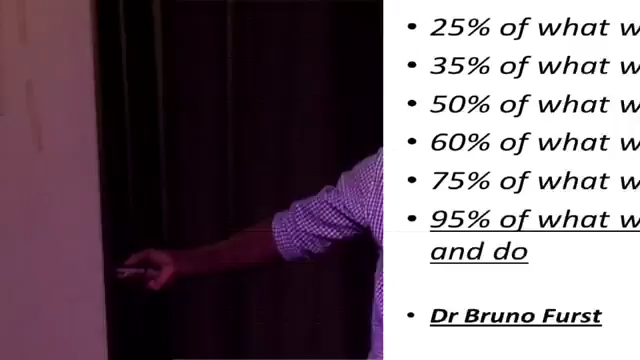 • 25% of what w
• 35% of what w
• 50% of what w
• 60% of what w
• 75% of what w
• 95% of what w
and do
• Dr Bruno Furst